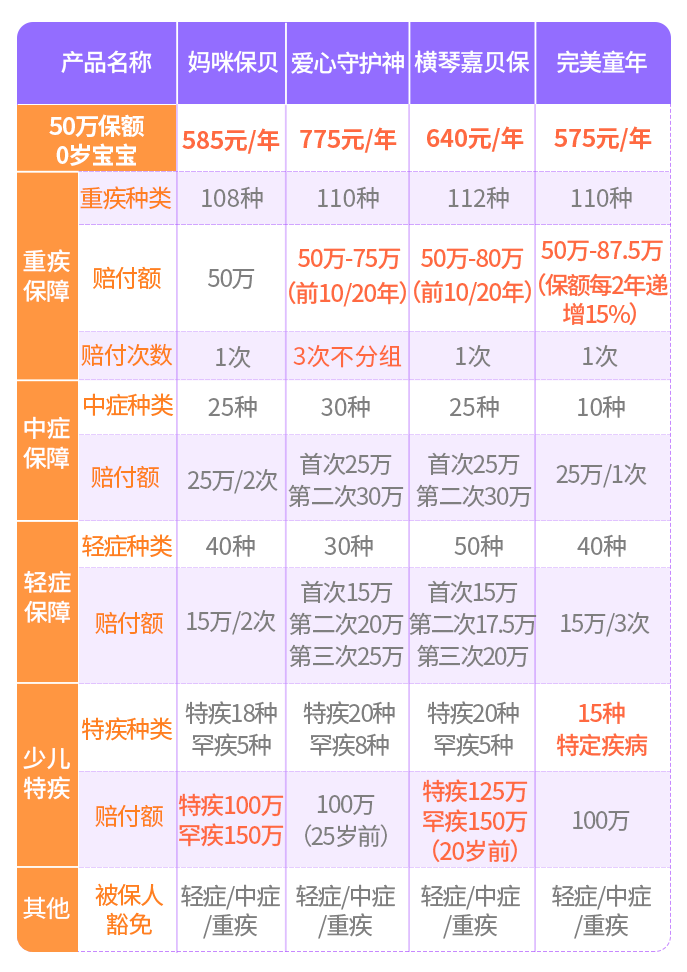 产品名称 妈咪保贝 爱心守护神 横琴嘉贝保 完美童年
50万保额
0岁宝宝
585元/年 775元/年 640元/年 575元/年
重疾
保障
重疾种类 108种 110种 112种 110种
赔付额 50万
50万-75万
(前10/20年)
50万-80万
(前10/20年)
50万-87.5万
(保额每2年递
增15%)
赔付次数 1次 3次不分组 1次 1次
中症
保障
中症种类 25种 30种 25种 10种
赔付额 25万/2次
首次25万
第二次30万
首次25万
第二次30万
25万/1次
轻症
保障
轻症种类 40种 30种 50种 40种
赔付额 15万/2次
首次15万
第二次20万
第三次25万
首次15万
第二次17.5万
第三次20万
15万/3次
少儿
特疾
特疾种类
特疾18种
罕疾5种
特疾20种
罕疾8种
特疾20种
罕疾5种
15种
特定疾病
赔付额
特疾100万
罕疾150万
100万
(25岁前)
特疾125万
罕疾150万
(20岁前)
100万
其他
被保人
豁免
轻症/中症
/重疾
轻症/中症
/重疾
轻症/中症
/重疾
轻症/中症
/重疾